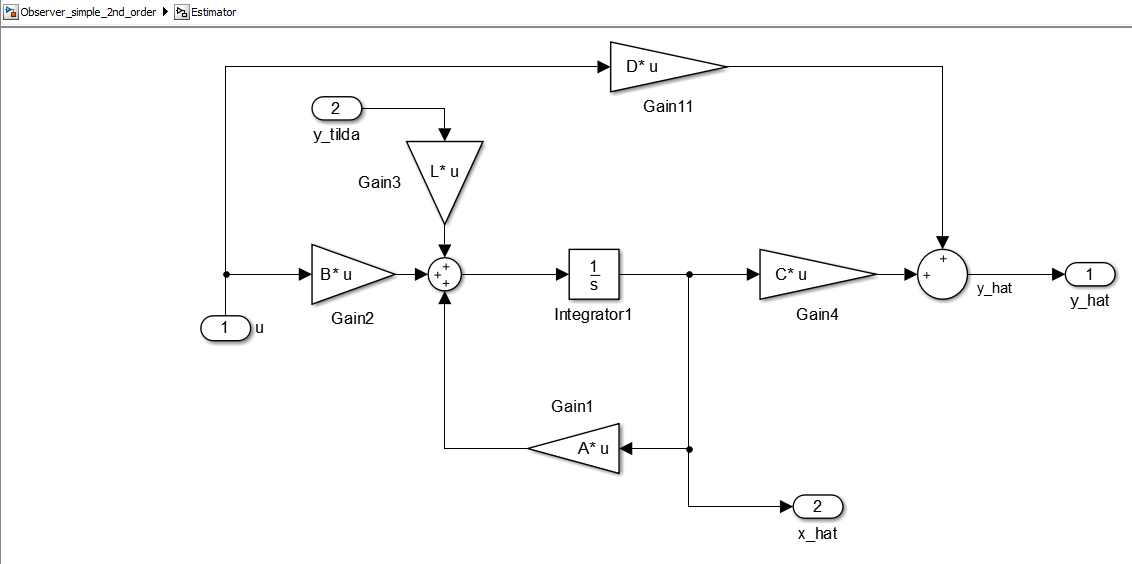 Observer_simple_2nd_order Estimator
D* u
Gain11
2
y_tilda
L* u
Gain3
B* u
Gain2
1 u
+
+
+
1
s
Integrator1
C* u
Gain4
+
+
y_hat
1
y_hat
Gain1
A* u
2
x_hat